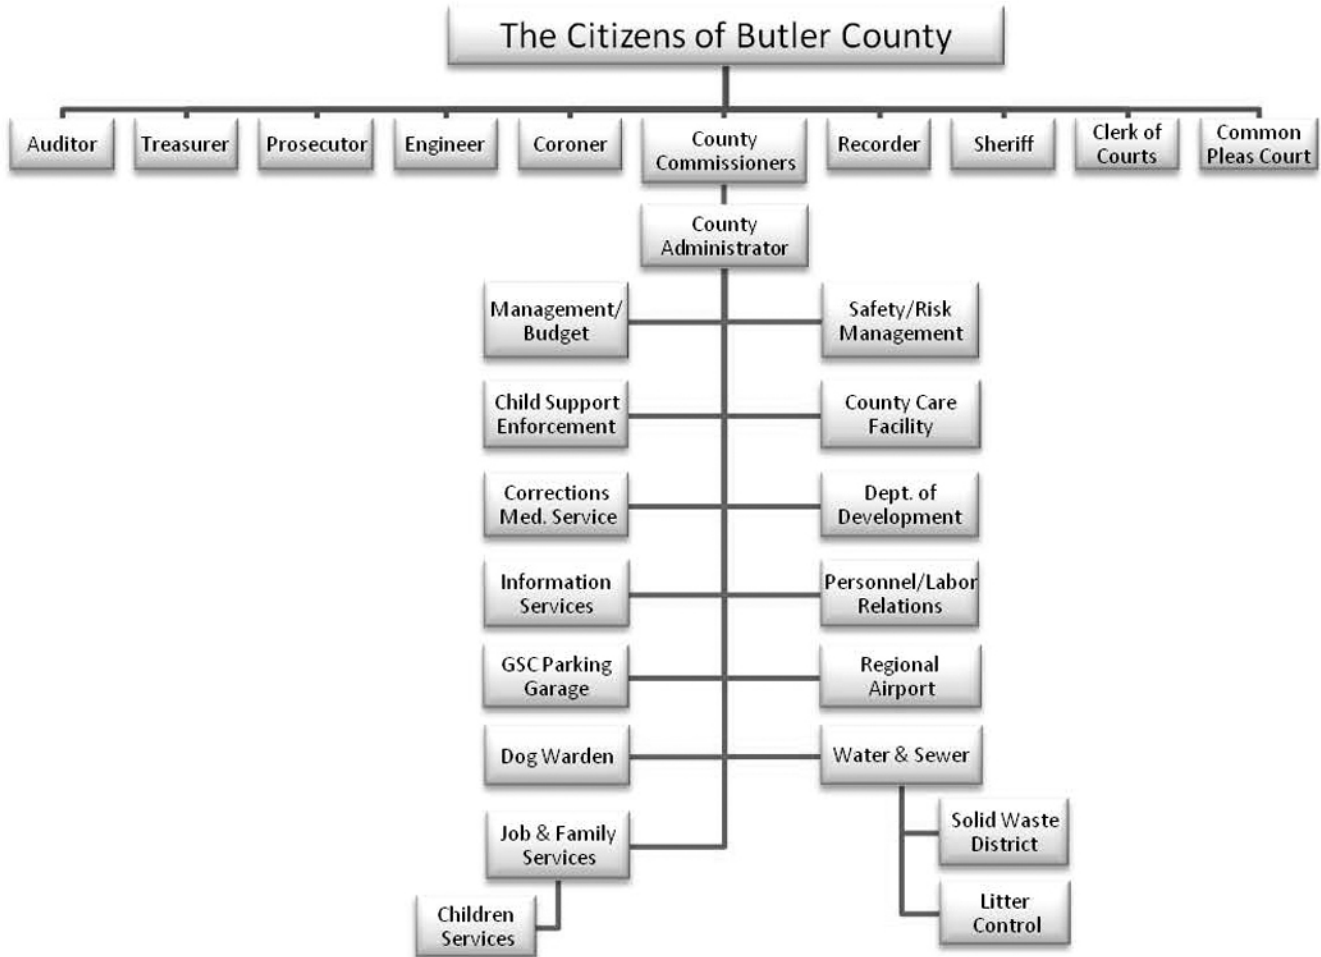 The Citizens of Butler County
Auditor
Treasurer
Prosecutor
Engineer
Coroner
County
Commissioners
Recorder
Sheriff
Clerk of
Courts
Common
Pleas Court
County
Administrator
Management/
Budget
Safety/Risk
Management
Child Support
Enforcement
County Care
Facility
Corrections
Med. Service
Dept. of
Development
Information
Services
Personnel/Labor
Relations
GSC Parking
Garage
Regional
Airport
Dog Warden
Water & Sewer
Job & Family
Services
Solid Waste
District
Children
Services
Litter
Control